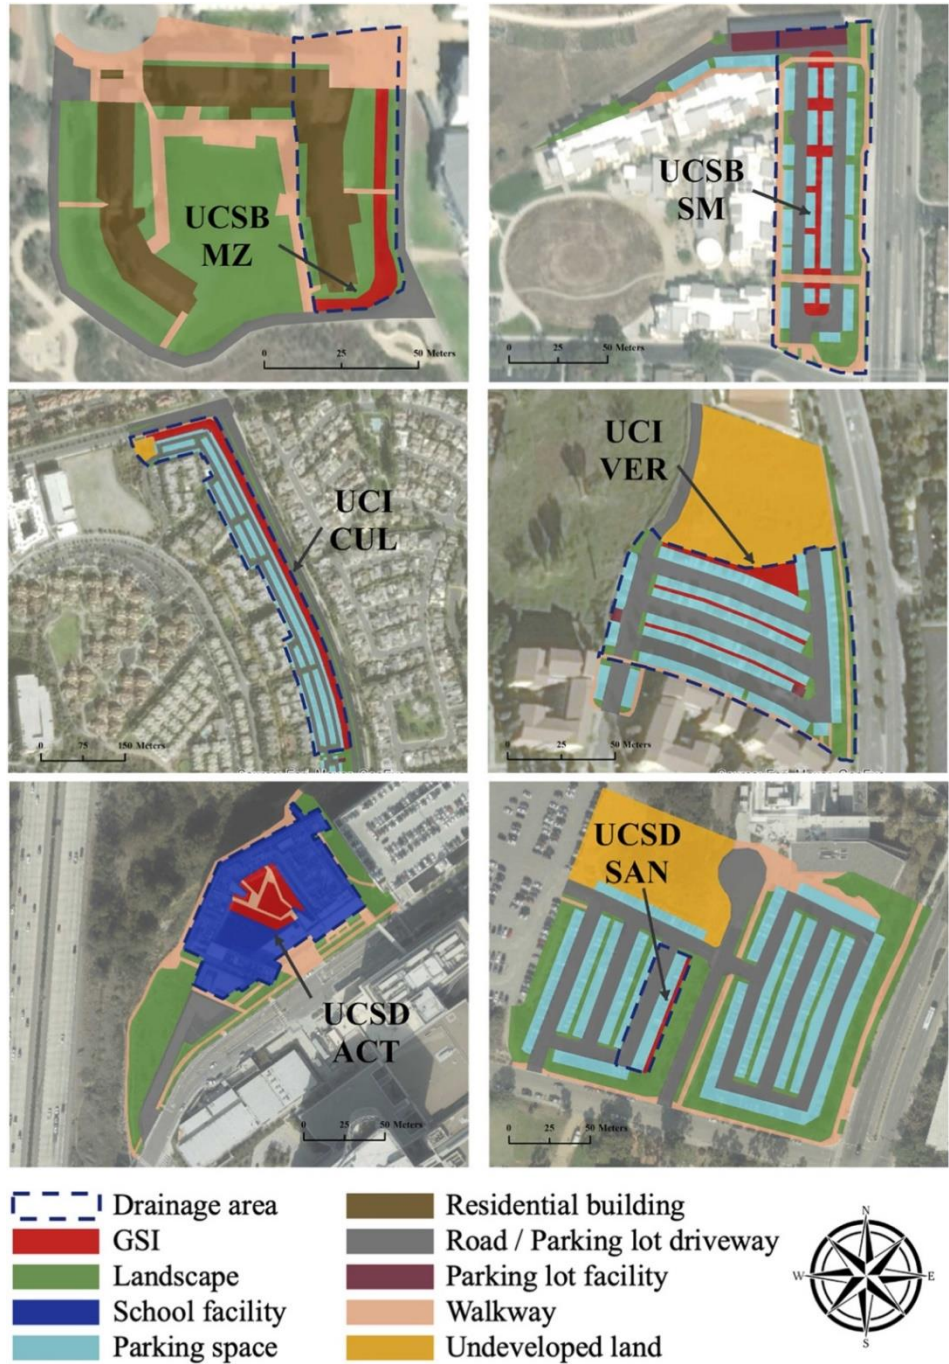 UCSB
MZ
0 25 50 Meters
UCSB
SM
0 25 50 Meters
UCI
CUL
0 75 150 Meters
UCI
VER
0 25 50 Meters
UCSD
ACT
0 25 50 Meters
UCSD
SAN
0 25 50 Meters
Drainage area
GSI
Landscape
School facility
Parking space
Residential building
Road / Parking lot driveway
Parking lot facility
Walkway
Undeveloped land
N
W E
S